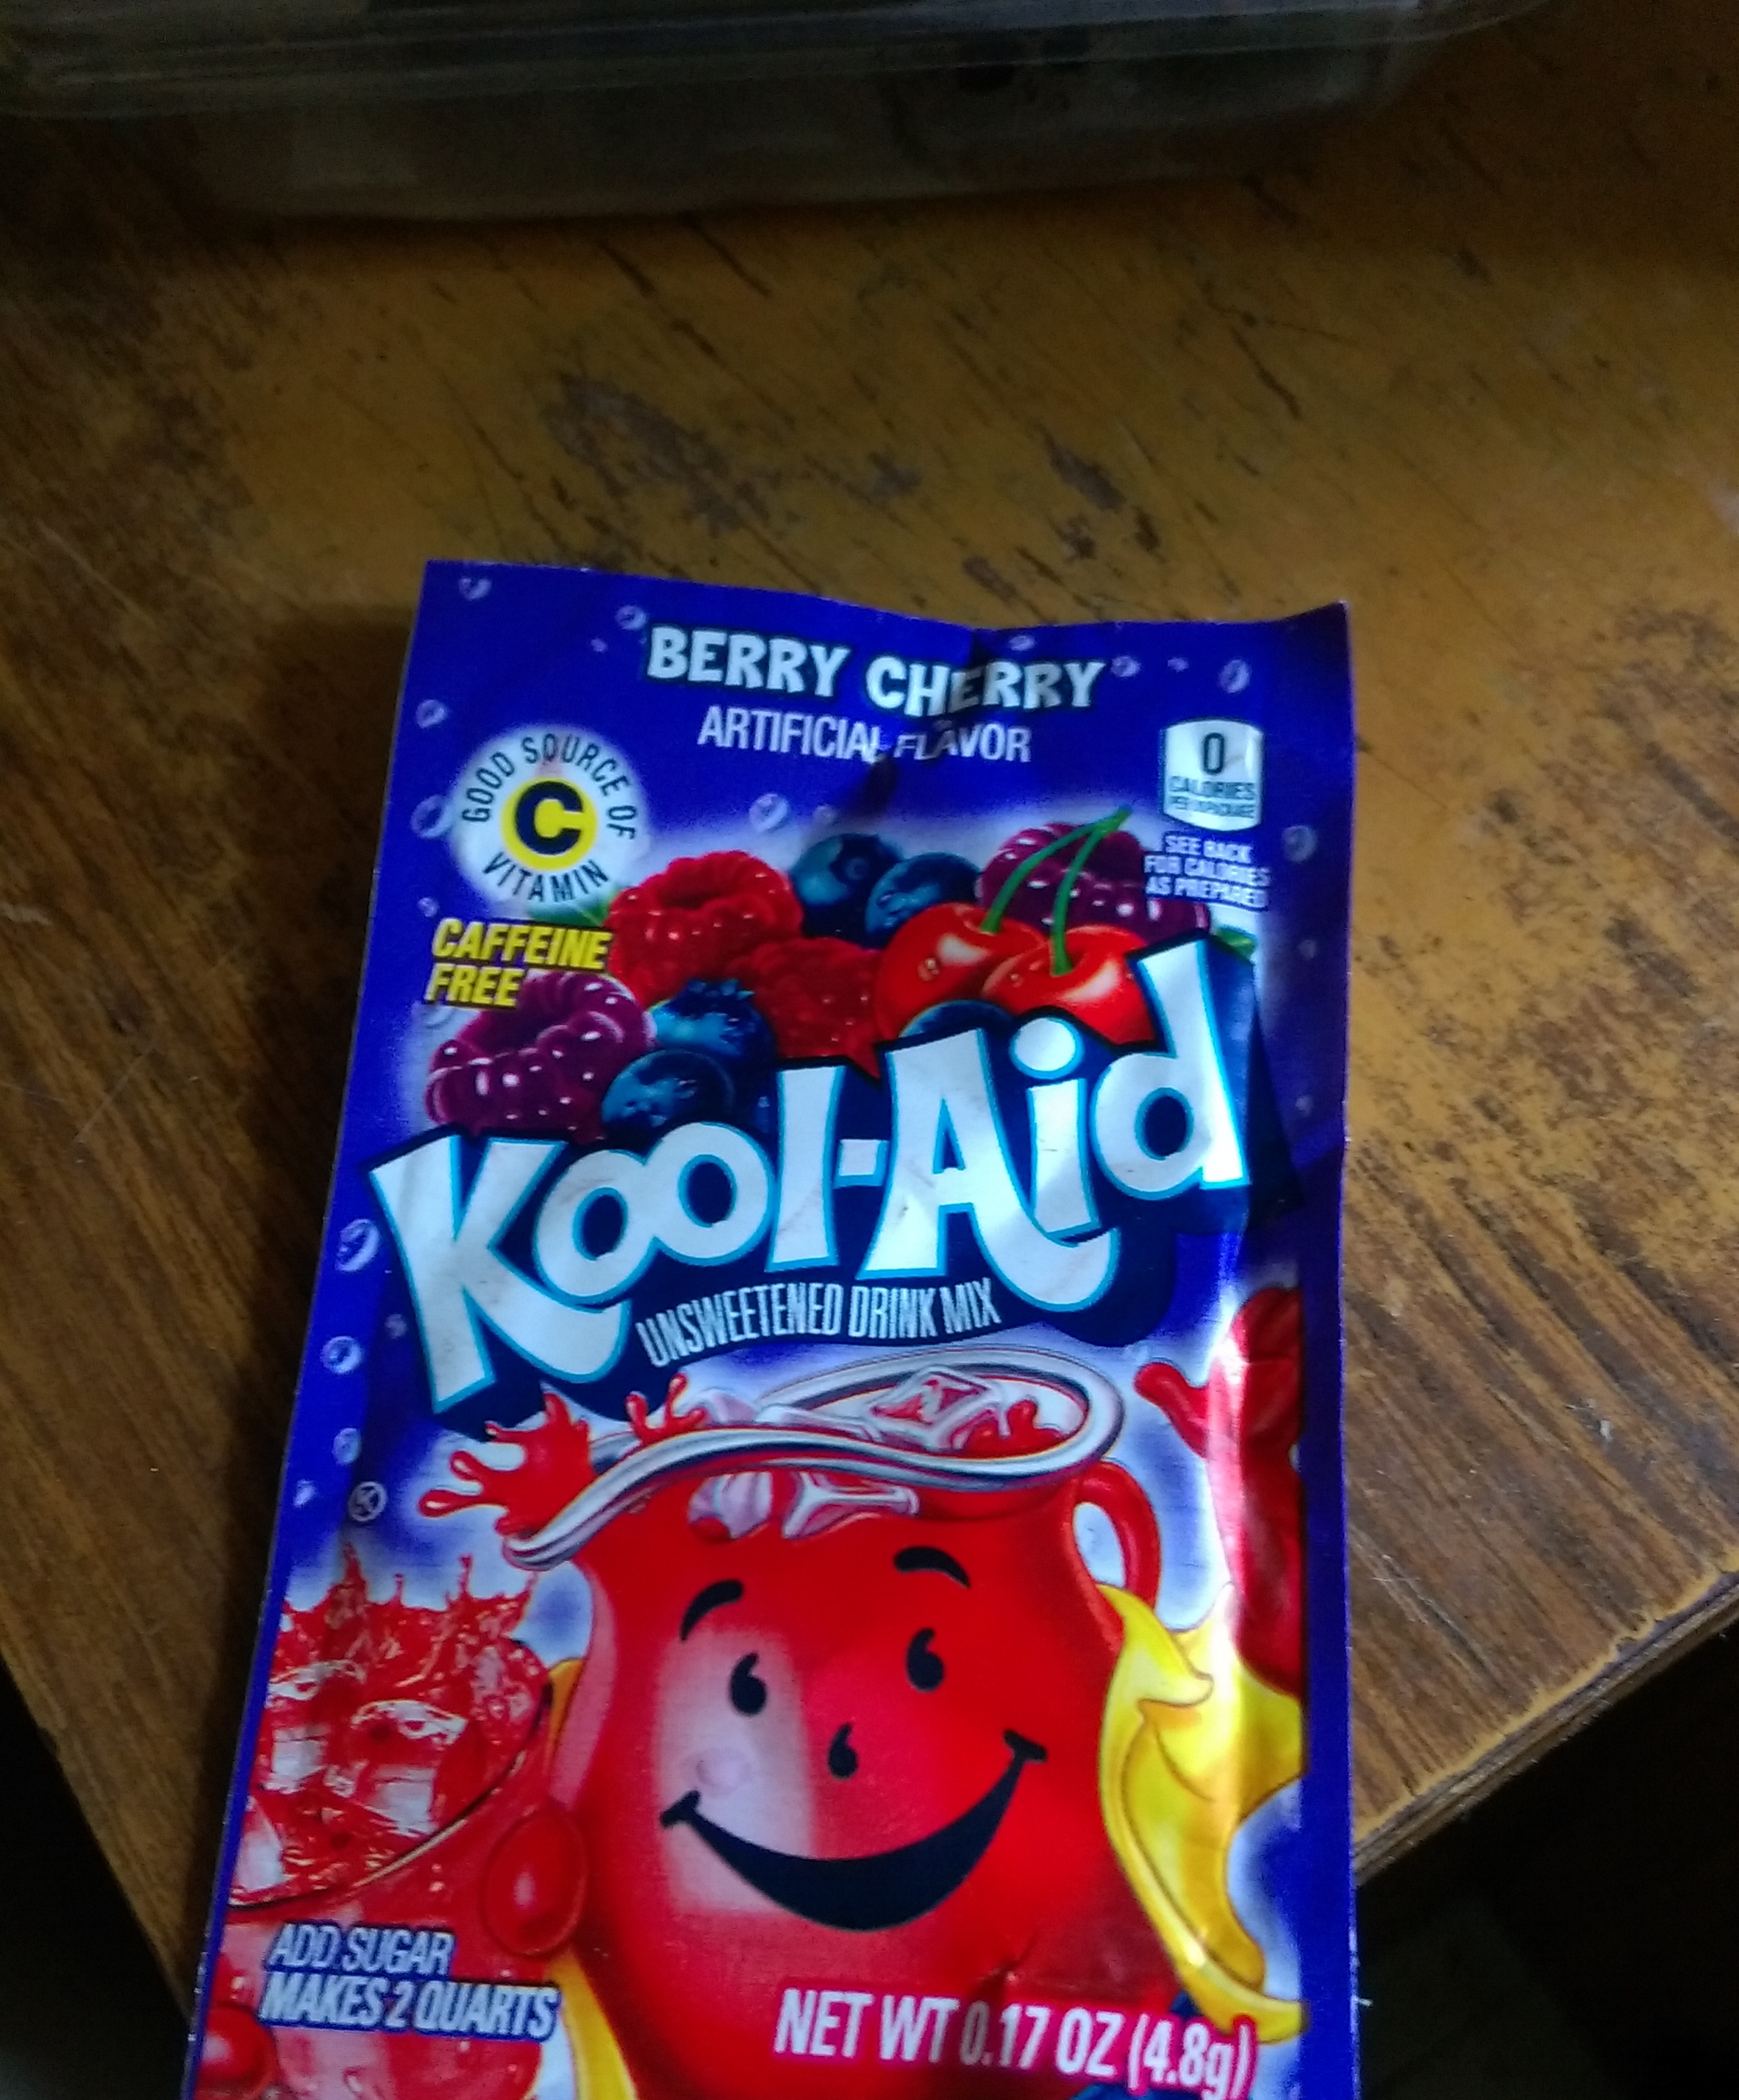 BERRY CHERRY
ARTIFICIAL FLAVOR
GOOD SOURCE OF
C
VITAMIN
0
CALORIES
SEE BACK
FOR CALORIES
AS PREPARED
CAFFEINE
FREE
Kool-Aid
UNSWEETENED DRINK MIX
K
ADD SUGAR
MAKES 2 QUARTS
NET WT 0.17 OZ (4.8g)